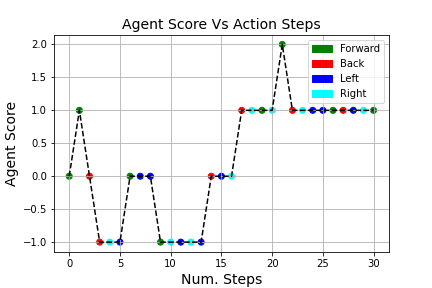 Agent Score Vs Action Steps
Agent Score
2.0
1.5
1.0
0.5
0.0
−0.5
−1.0
Forward
Back
Left
Right
0 5 10 15 20 25 30
Num. Steps